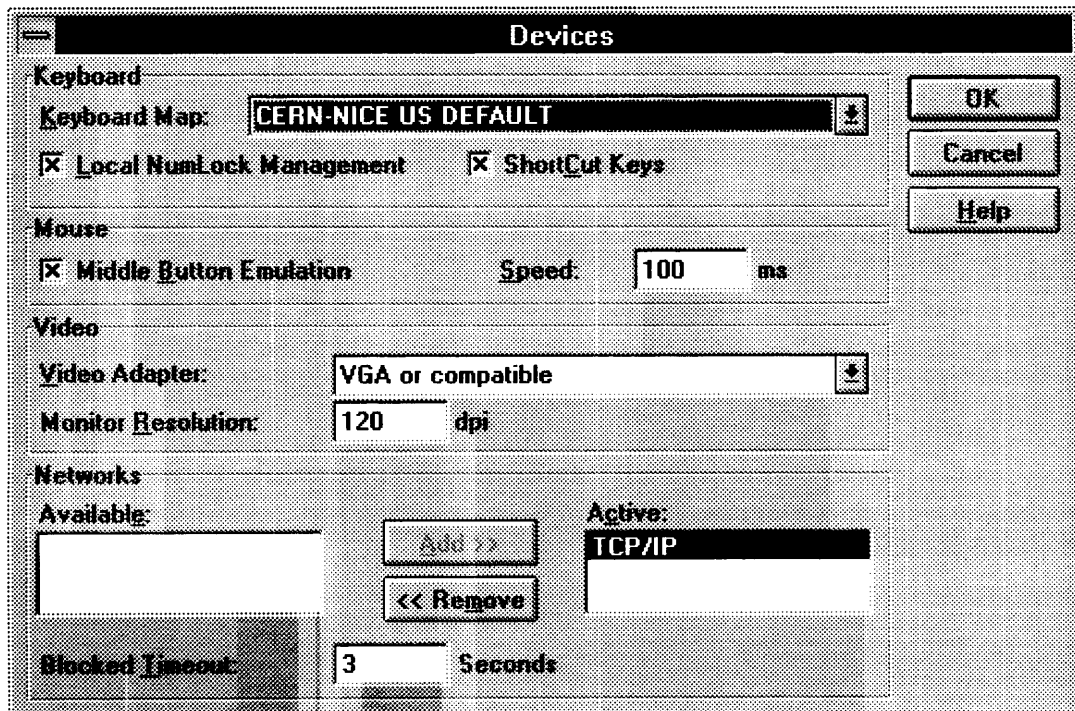 Devices
Keyboard
Keyboard Map: CERN-NICE US DEFAULT
Local NumLock Management ShortCut Keys
OK
Cancel
Help
Mouse
Middle Button Emulation Speed: 100 ms
Video
Video Adapter: VGA or compatible
Monitor Resolution: 120 dpi
Networks
Available:
Add >>
<< Remove
Active:
TCP/IP
Blocked Timeout: 3 Seconds